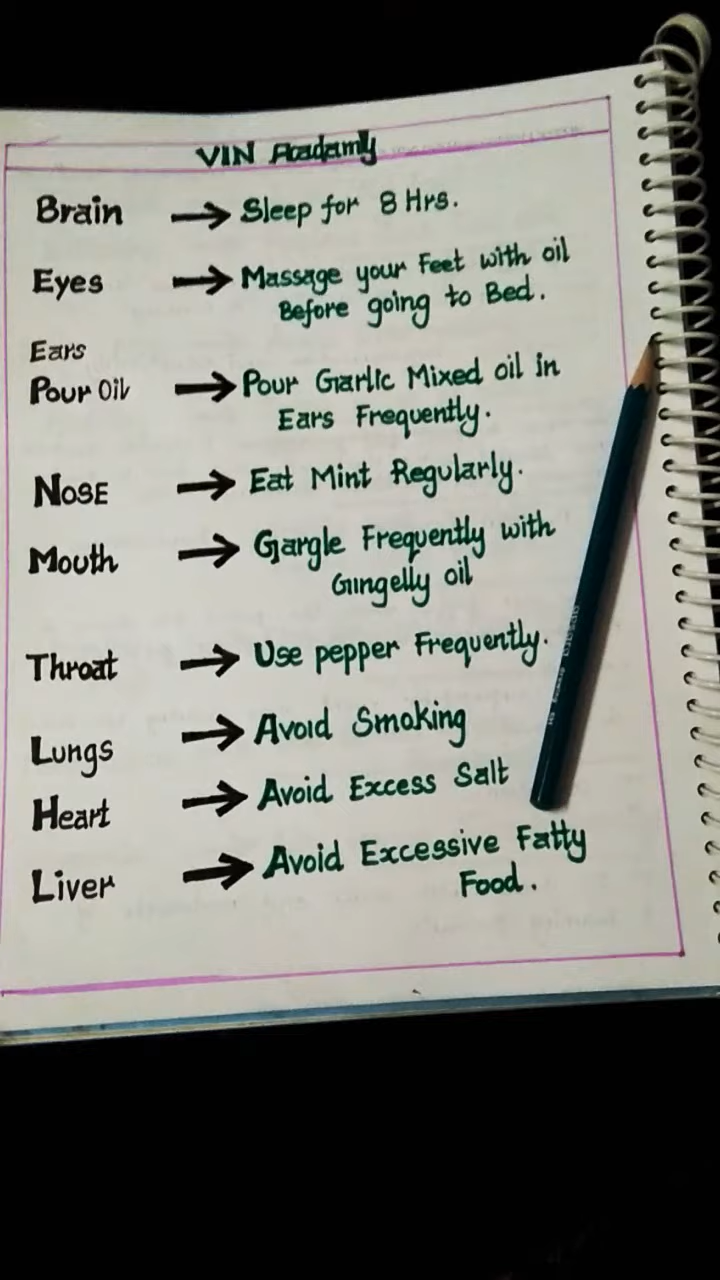 VIN Acadamly
Brain → Sleep for 8 Hrs.
Eyes → Massage your Feet with oil
Before going to Bed.
Ears
Pour Oil → Pour Garlic Mixed oil in
Ears Frequently.
Nose → Eat Mint Regularly.
Mouth → Gargle Frequently with
Gingelly oil
Throat → Use pepper Frequently.
Lungs → Avoid Smoking
Heart → Avoid Excess Salt
Liver → Avoid Excessive Fatty
Food.